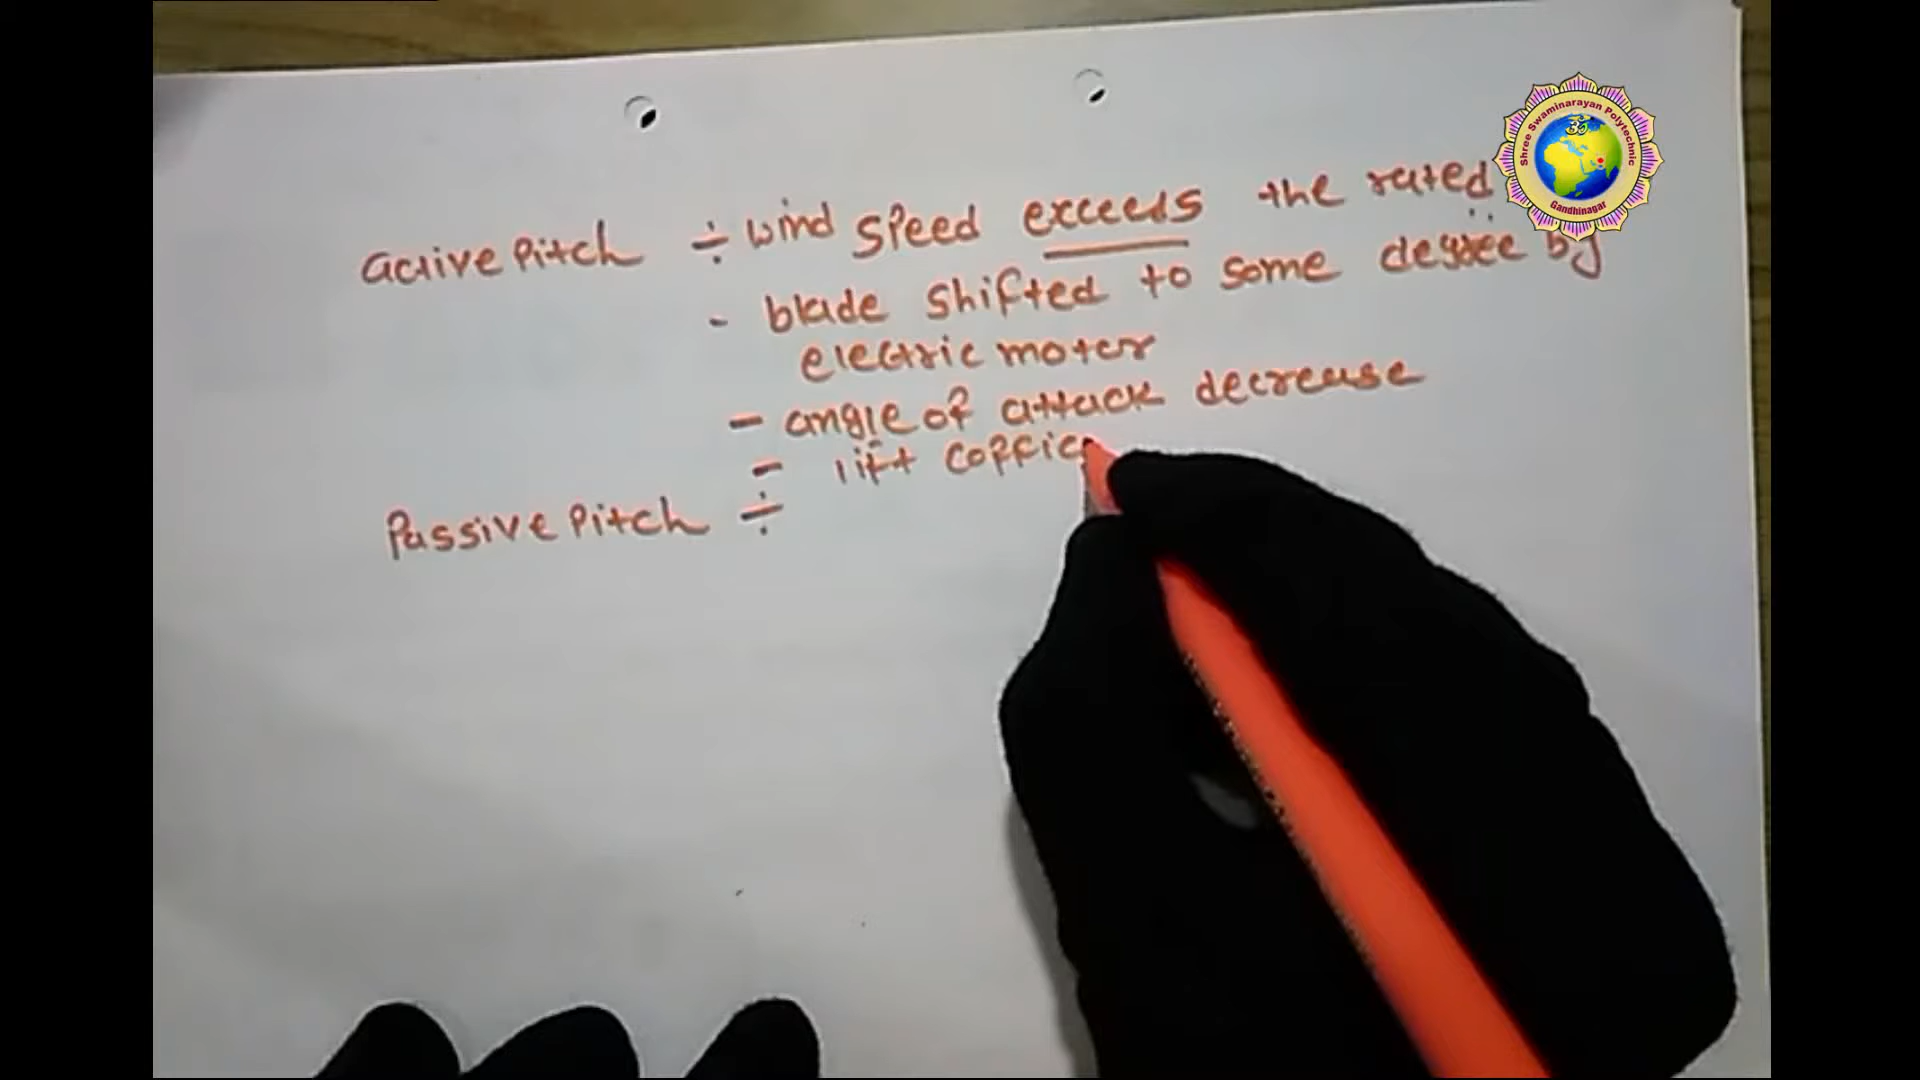 Active Pitch ÷ wind speed exceeds the rated
- blade shifted to some degree by
electric motor
- angle of attack decrease
- lift coffic
Passive Pitch ÷
Shree Swaminarayan Polytechnic
ॐ
Gandhinagar